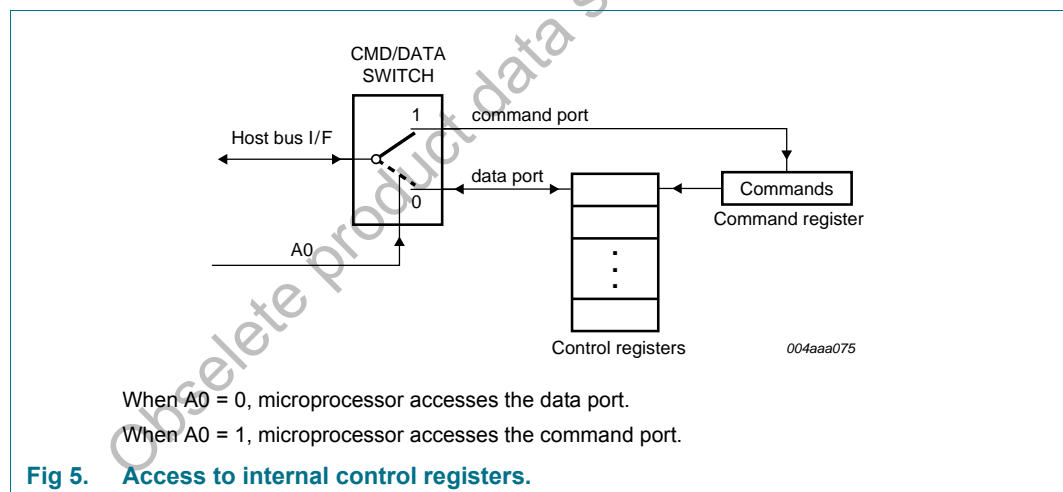 CMD/DATA
SWITCH
1
command port
Host bus I/F
data port
0
Commands
Command register
A0
Control registers
004aaa075
When A0 = 0, microprocessor accesses the data port.
When A0 = 1, microprocessor accesses the command port.
Fig 5. Access to internal control registers.
Obsolete product data s